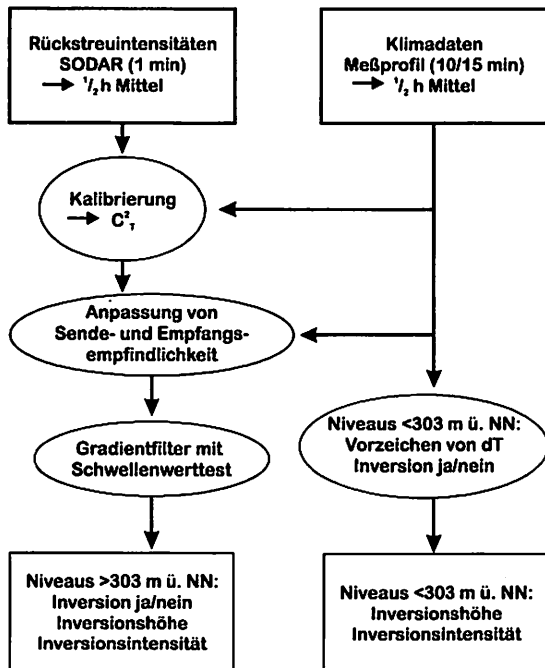 Rückstreuintensitäten
SODAR (1 min)
→ ¹/₂ h Mittel
Klimadaten
Meßprofil (10/15 min)
→ ¹/₂ h Mittel
Kalibrierung
→ C²T
Anpassung von
Sende- und Empfangs-
empfindlichkeit
Gradientfilter mit
Schwellenwerttest
Niveaus <303 m ü. NN:
Vorzeichen von dT
Inversion ja/nein
Niveaus >303 m ü. NN:
Inversion ja/nein
Inversionshöhe
Inversionsintensität
Niveaus <303 m ü. NN:
Inversionshöhe
Inversionsintensität